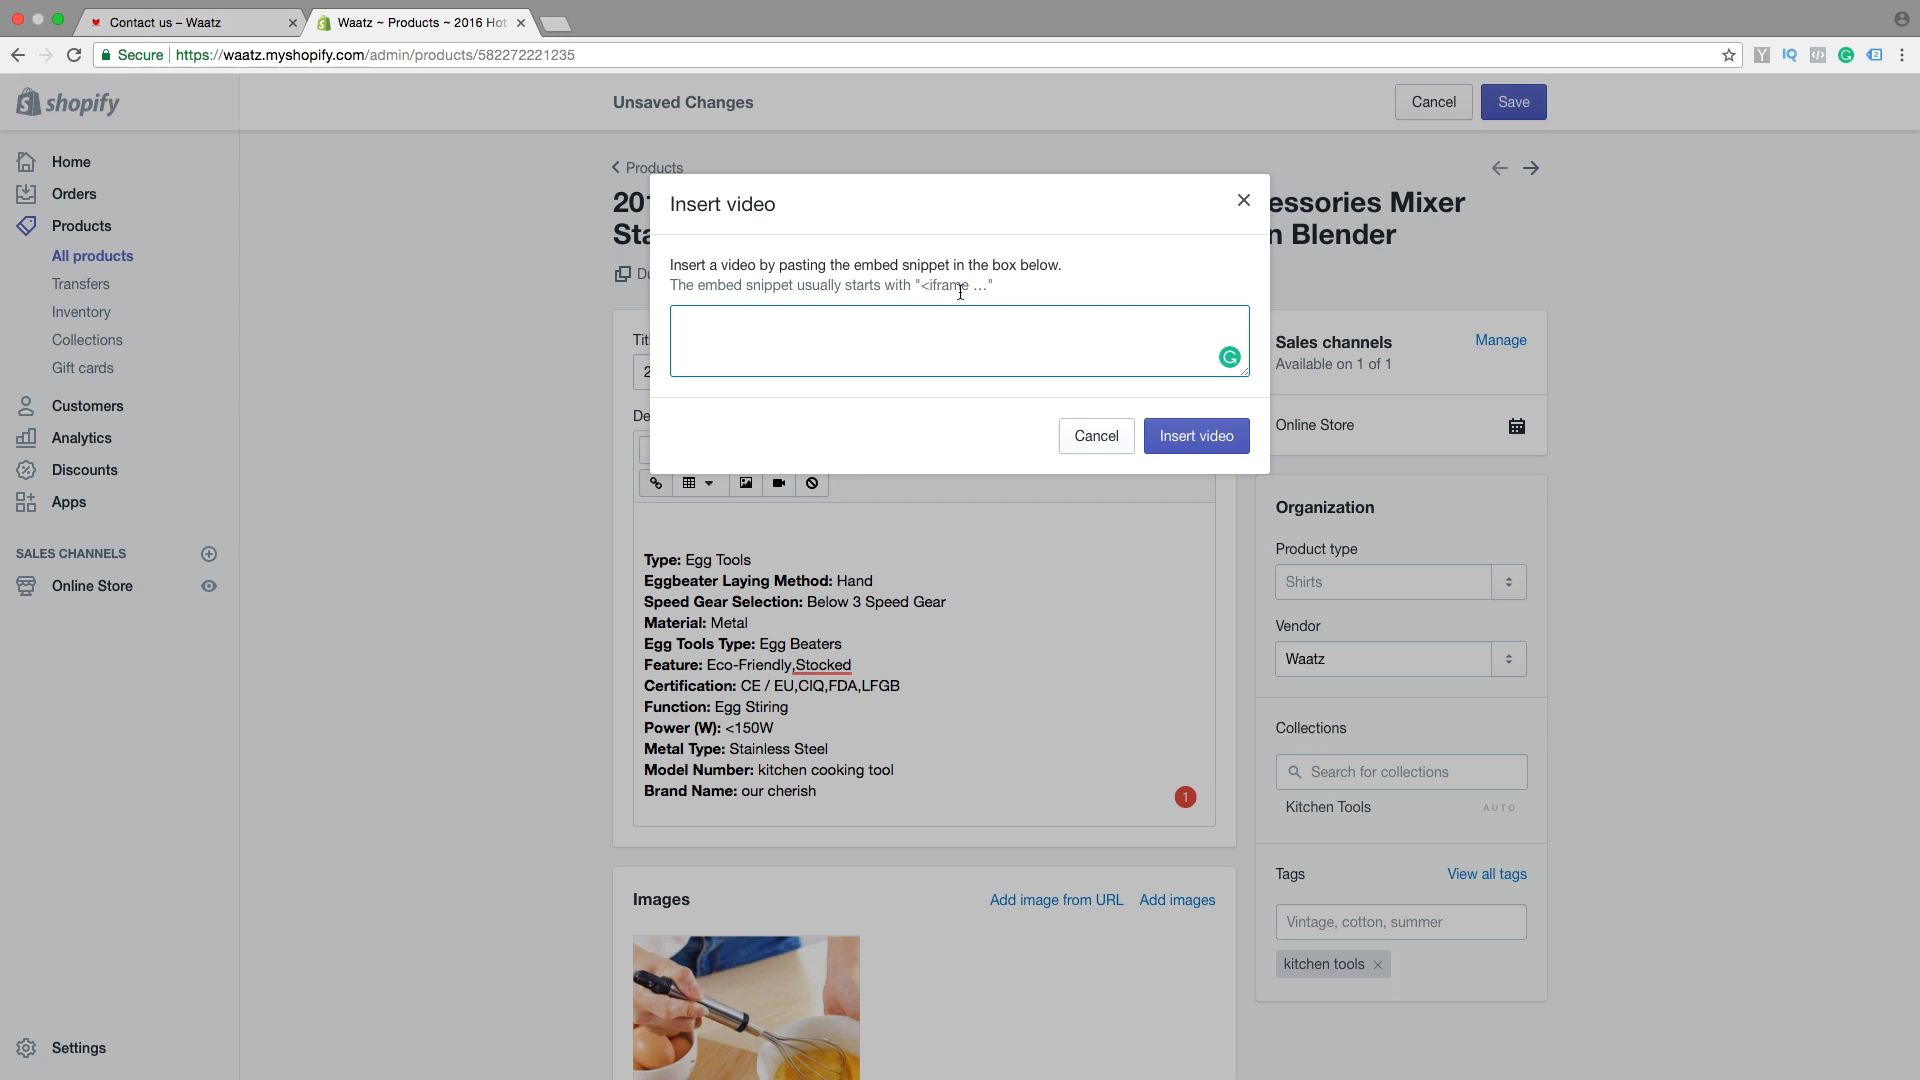 Contact us – Waatz
Waatz ~ Products ~ 2016 Hot
Secure
https://waatz.myshopify.com/admin/products/582272221235
shopify
Unsaved Changes
Cancel
Save
Home
Orders
Products
All products
Transfers
Inventory
Collections
Gift cards
Customers
Analytics
Discounts
Apps
SALES CHANNELS
Online Store
Settings
Products
201
essories Mixer
Sta
n Blender
Du
Insert video
Insert a video by pasting the embed snippet in the box below.
The embed snippet usually starts with "<iframe ..."
Cancel
Insert video
Tit
2
De
Type: Egg Tools
Eggbeater Laying Method: Hand
Speed Gear Selection: Below 3 Speed Gear
Material: Metal
Egg Tools Type: Egg Beaters
Feature: Eco-Friendly,Stocked
Certification: CE / EU,CIQ,FDA,LFGB
Function: Egg Stiring
Power (W): <150W
Metal Type: Stainless Steel
Model Number: kitchen cooking tool
Brand Name: our cherish
1
Images
Add image from URL
Add images
Sales channels
Manage
Available on 1 of 1
Online Store
Organization
Product type
Shirts
Vendor
Waatz
Collections
Search for collections
Kitchen Tools
AUTO
Tags
View all tags
Vintage, cotton, summer
kitchen tools